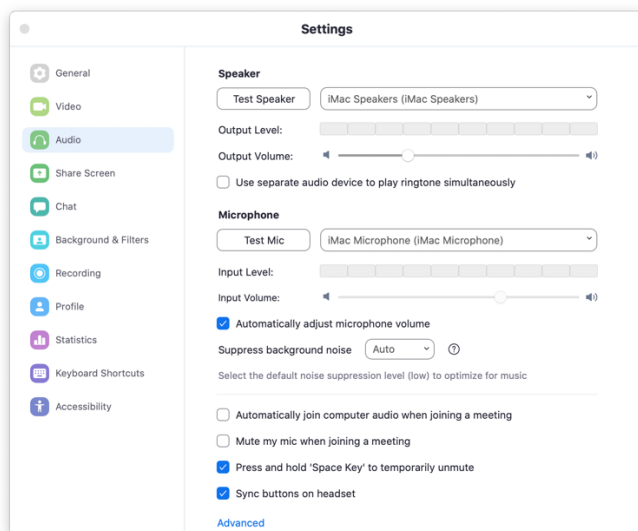 Settings
General
Video
Audio
Share Screen
Chat
Background & Filters
Recording
Profile
Statistics
Keyboard Shortcuts
Accessibility
Speaker
Test Speaker
iMac Speakers (iMac Speakers)
Output Level:
Output Volume:
Use separate audio device to play ringtone simultaneously
Microphone
Test Mic
iMac Microphone (iMac Microphone)
Input Level:
Input Volume:
Automatically adjust microphone volume
Suppress background noise
Auto
?
Select the default noise suppression level (low) to optimize for music
Automatically join computer audio when joining a meeting
Mute my mic when joining a meeting
Press and hold 'Space Key' to temporarily unmute
Sync buttons on headset
Advanced